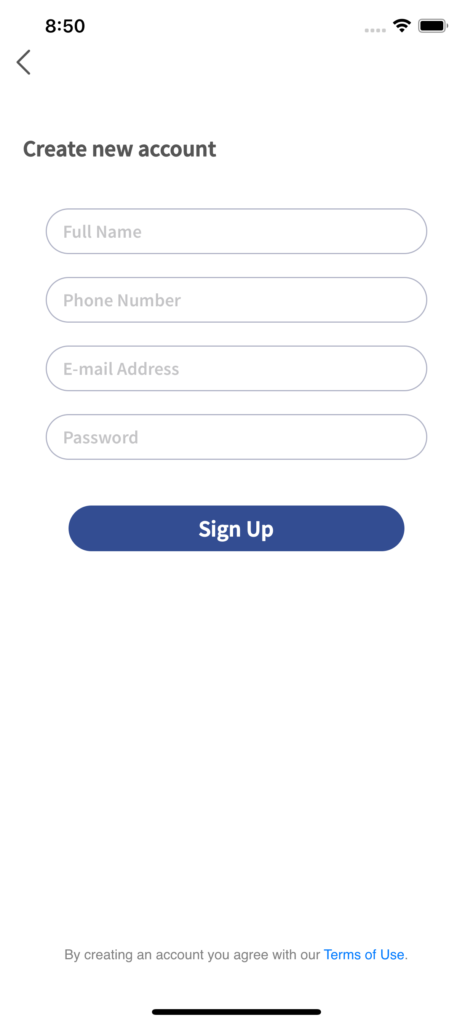 8:50
Create new account
Full Name
Phone Number
E-mail Address
Password
Sign Up
By creating an account you agree with our Terms of Use.